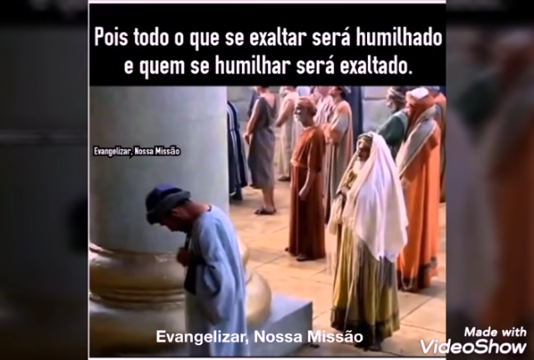 Pois todo o que se exaltar será humilhado
e quem se humilhar será exaltado.
Evangelizar, Nossa Missão
Evangelizar, Nossa Missão
Made with
VideoShow